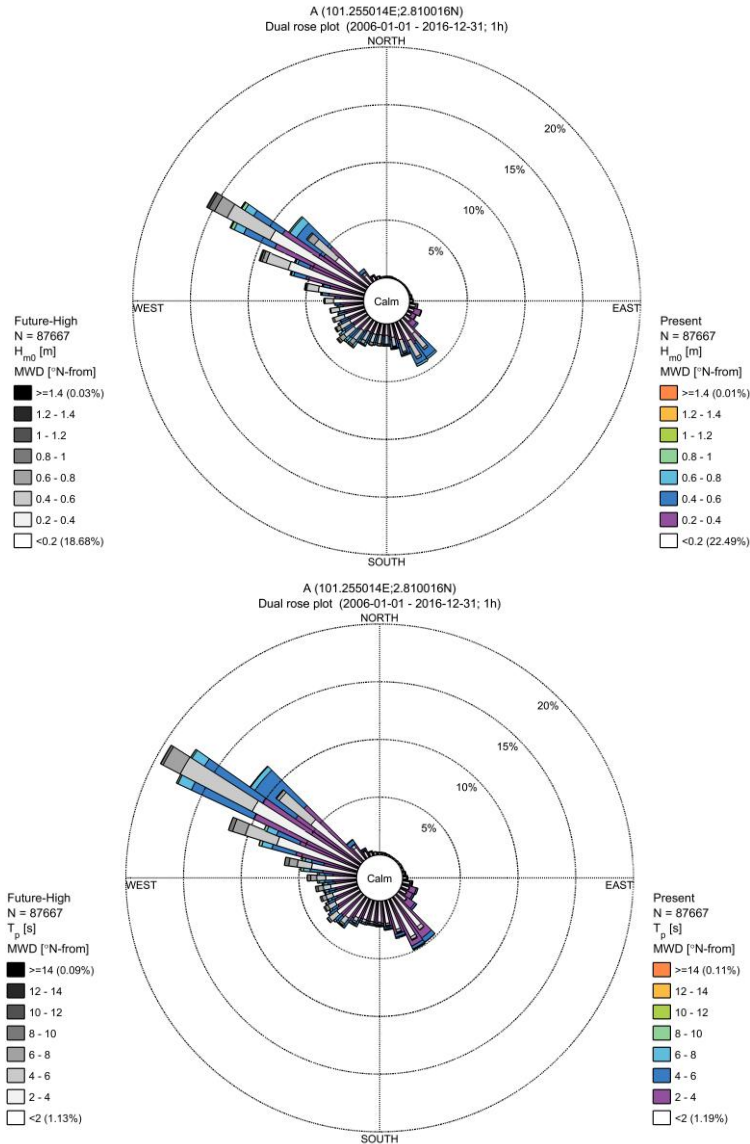 A (101.255014E;2.810016N)
Dual rose plot (2006-01-01 - 2016-12-31; 1h)
NORTH
20%
15%
10%
5%
Calm
WEST
EAST
SOUTH
Future-High
N = 87667
Hm0 [m]
MWD [°N-from]
>=1.4 (0.03%)
1.2 - 1.4
1 - 1.2
0.8 - 1
0.6 - 0.8
0.4 - 0.6
0.2 - 0.4
<0.2 (18.68%)
Present
N = 87667
Hm0 [m]
MWD [°N-from]
>=1.4 (0.01%)
1.2 - 1.4
1 - 1.2
0.8 - 1
0.6 - 0.8
0.4 - 0.6
0.2 - 0.4
<0.2 (22.49%)
A (101.255014E;2.810016N)
Dual rose plot (2006-01-01 - 2016-12-31; 1h)
NORTH
20%
15%
10%
5%
Calm
WEST
EAST
SOUTH
Future-High
N = 87667
Tp [s]
MWD [°N-from]
>=14 (0.09%)
12 - 14
10 - 12
8 - 10
6 - 8
4 - 6
2 - 4
<2 (1.13%)
Present
N = 87667
Tp [s]
MWD [°N-from]
>=14 (0.11%)
12 - 14
10 - 12
8 - 10
6 - 8
4 - 6
2 - 4
<2 (1.19%)